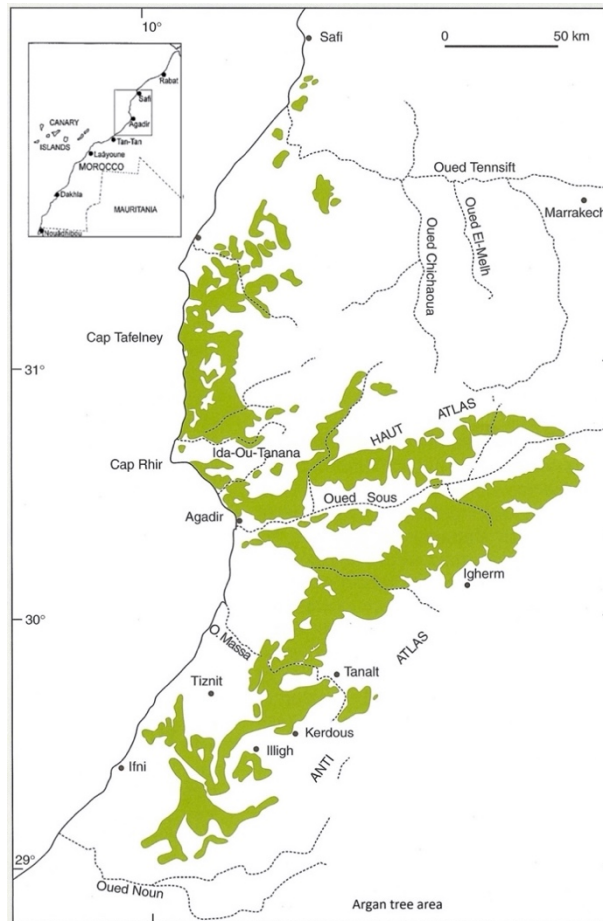 10°
Safi
0 50 km
Rabat
Safi
CANARY
ISLANDS
Agadir
Tan-Tan
Laâyoune
MOROCCO
Dakhla
MAURITANIA
Nouâdhibou
Oued Tennsift
Marrakech
Oued Chichaoua
Oued El-Melh
Cap Tafelney
31°
HAUT ATLAS
Ida-Ou-Tanana
Cap Rhir
Oued Sous
Agadir
Igherm
30°
O. Massa
ANTI ATLAS
Tanalt
Tiznit
Kerdous
Illigh
Ifni
29°
Oued Noun
Argan tree area